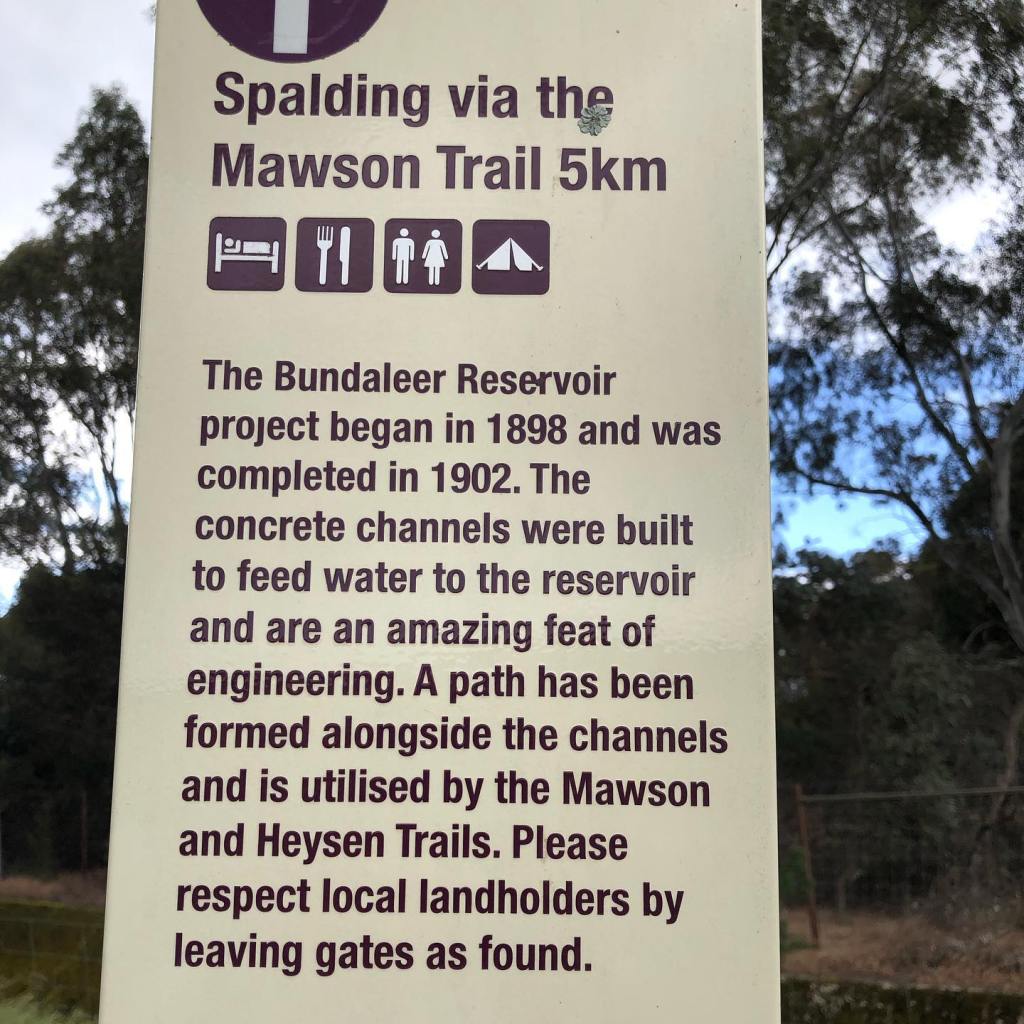 Spalding via the
Mawson Trail 5km
The Bundaleer Reservoir
project began in 1898 and was
completed in 1902. The
concrete channels were built
to feed water to the reservoir
and are an amazing feat of
engineering. A path has been
formed alongside the channels
and is utilised by the Mawson
and Heysen Trails. Please
respect local landholders by
leaving gates as found.